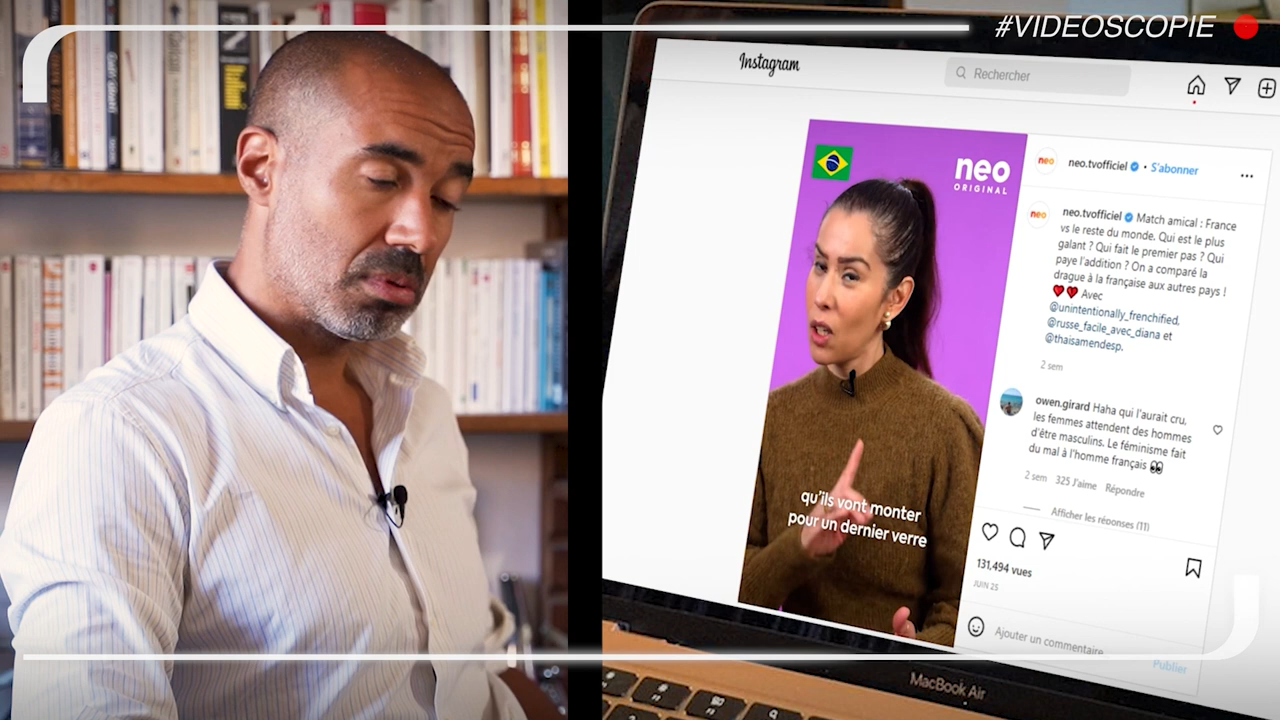 #VIDEOSCOPIE
Instagram
Rechercher
neo
ORIGINAL
qu'ils vont monter
pour un dernier verre
neo
neo.tvofficiel • S'abonner
neo
neo.tvofficiel Match amical : France
vs le reste du monde. Qui est le plus
galant ? Qui fait le premier pas ? Qui
paye l'addition ? On a comparé la
drague à la française aux autres pays !
Avec
@unintentionally_frenchified,
@russe_facile_avec_diana et
@thaisamendesp.
2 sem
owen.girard Haha qui l'aurait cru,
les femmes attendent des hommes
d'être masculins. Le féminisme fait
du mal à l'homme français
2 sem 325 J'aime Répondre
Afficher les réponses (11)
131,494 vues
JUIN 25
Ajouter un commentaire
Publier
MacBook Air